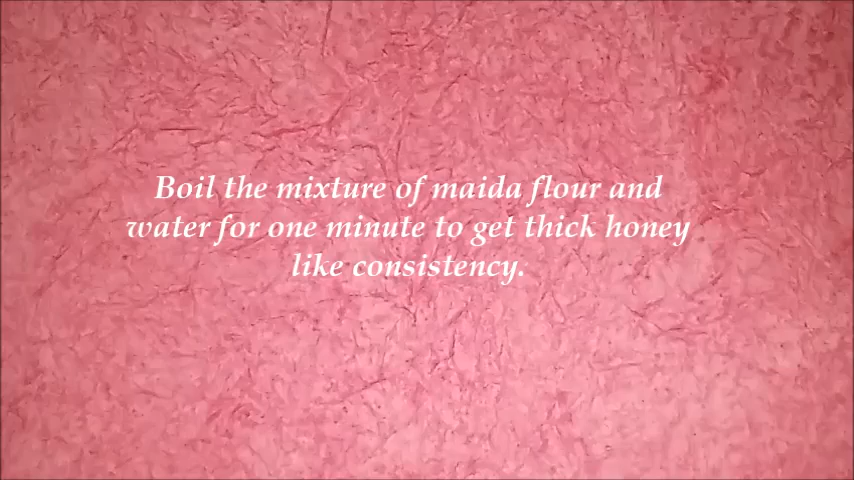 Boil the mixture of maida flour and
water for one minute to get thick honey
like consistency.